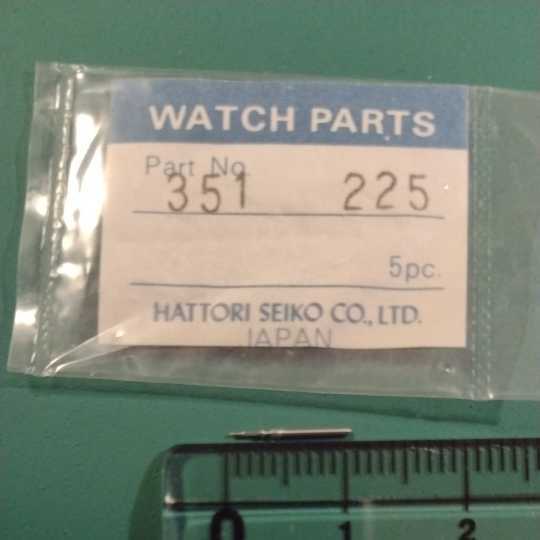 WATCH PARTS
Part No.
351 225
5pc.
HATTORI SEIKO CO., LTD.
JAPAN
0 1 2